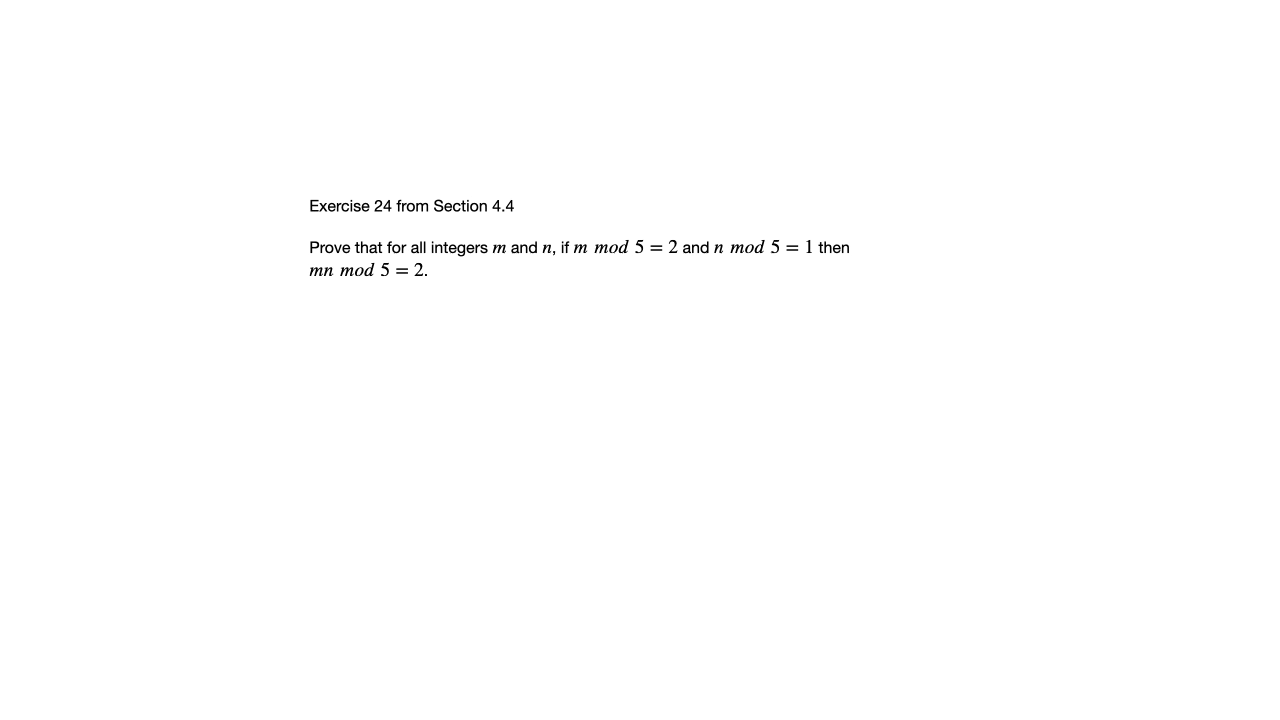 Exercise 24 from Section 4.4
Prove that for all integers m and n, if m mod 5 = 2 and n mod 5 = 1 then
mn mod 5 = 2.